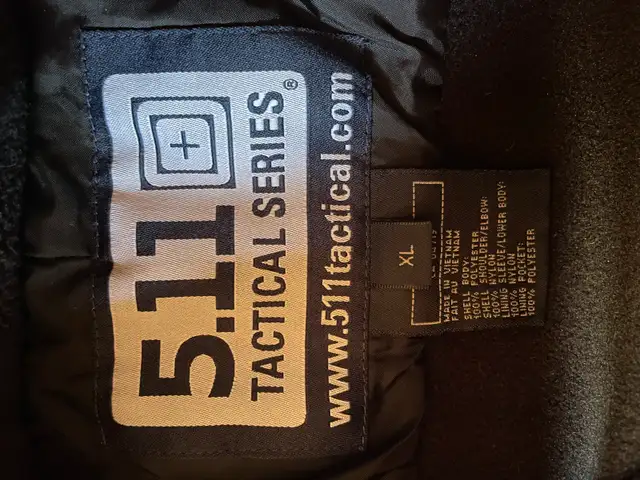 5.11
TACTICAL SERIES®
www.511tactical.com
XL
MADE IN VIETNAM
FAIT AU VIETNAM
SHELL BODY:
100% POLYESTER
SHELL SHOULDER/ELBOW:
100% NYLON
LINING SLEEVE/LOWER BODY:
100% NYLON
POCKET:
100% POLYESTER